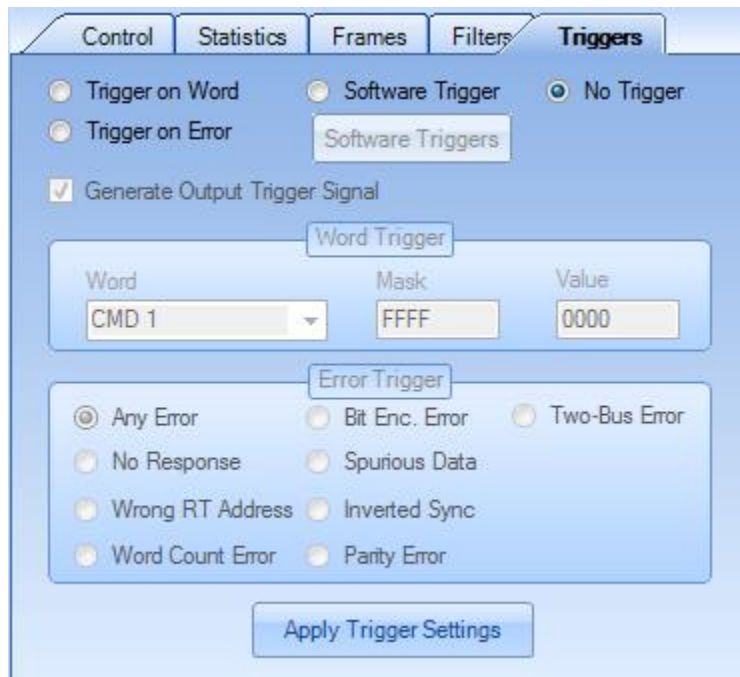 Control Statistics Frames Filters Triggers
Trigger on Word Software Trigger No Trigger
Trigger on Error Software Triggers
Generate Output Trigger Signal
Word Trigger
Word Mask Value
CMD 1 FFFF 0000
Error Trigger
Any Error Bit Enc. Error Two-Bus Error
No Response Spurious Data
Wrong RT Address Inverted Sync
Word Count Error Parity Error
Apply Trigger Settings